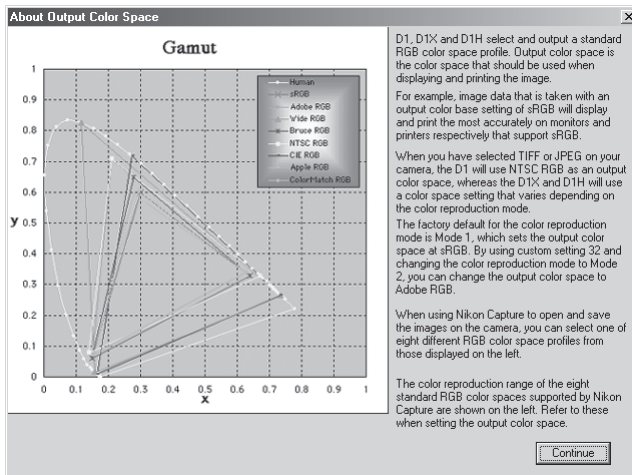 About Output Color Space
Gamut
Human
sRGB
Adobe RGB
Wide RGB
Bruce RGB
NTSC RGB
CIE RGB
Apple RGB
ColorMatch RGB
1
0.9
0.8
0.7
0.6
y 0.5
0.4
0.3
0.2
0.1
0
0 0.1 0.2 0.3 0.4 0.5 0.6 0.7 0.8 0.9 1
x
D1, D1X and D1H select and output a standard
RGB color space profile. Output color space is
the color space that should be used when
displaying and printing the image.
For example, image data that is taken with an
output color base setting of sRGB will display
and print the most accurately on monitors and
printers respectively that support sRGB.
When you have selected TIFF or JPEG on your
camera, the D1 will use NTSC RGB as an output
color space, whereas the D1X and D1H will use
a color space setting that varies depending on
the color reproduction mode.
The factory default for the color reproduction
mode is Mode 1, which sets the output color
space at sRGB. By using custom setting 32 and
changing the color reproduction mode to Mode
2, you can change the output color space to
Adobe RGB.
When using Nikon Capture to open and save
the images on the camera, you can select one of
eight different RGB color space profiles from
those displayed on the left.
The color reproduction range of the eight
standard RGB color spaces supported by Nikon
Capture are shown on the left. Refer to these
when setting the output color space.
Continue